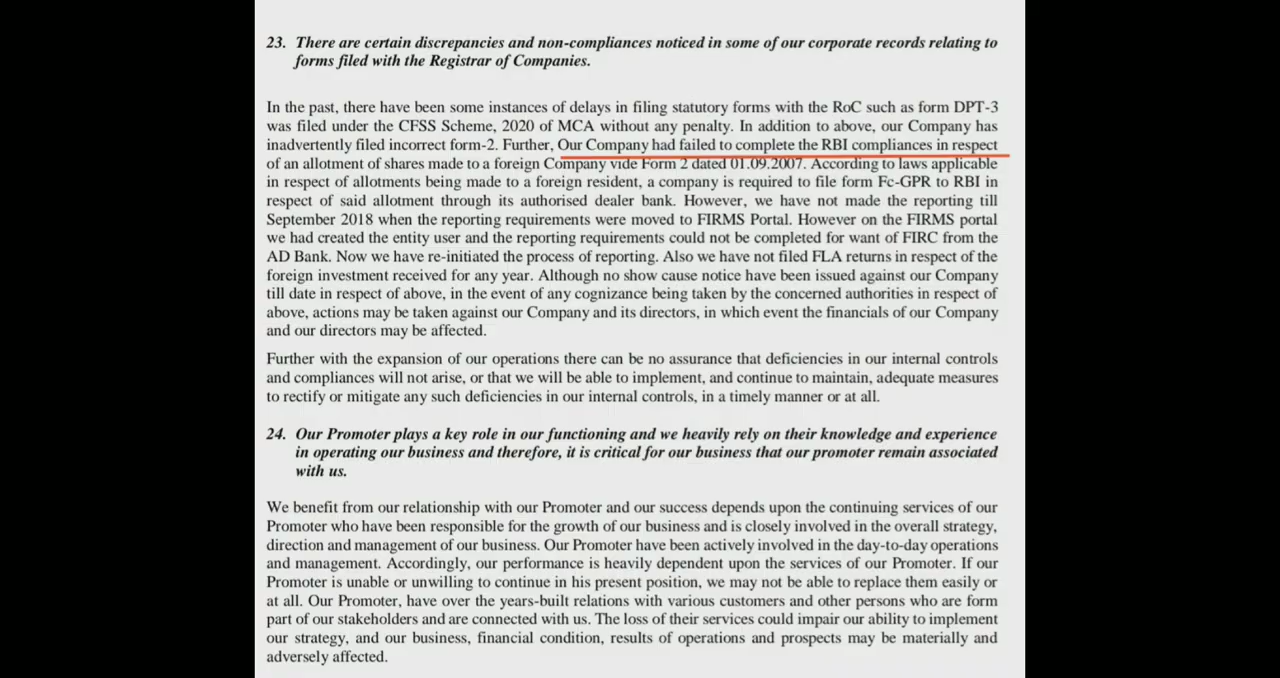 23. There are certain discrepancies and non-compliances noticed in some of our corporate records relating to
forms filed with the Registrar of Companies.
In the past, there have been some instances of delays in filing statutory forms with the RoC such as form DPT-3
was filed under the CFSS Scheme, 2020 of MCA without any penalty. In addition to above, our Company has
inadvertently filed incorrect form-2. Further, Our Company had failed to complete the RBI compliances in respect
of an allotment of shares made to a foreign Company vide Form 2 dated 01.09.2007. According to laws applicable
in respect of allotments being made to a foreign resident, a company is required to file form Fc-GPR to RBI in
respect of said allotment through its authorised dealer bank. However, we have not made the reporting till
September 2018 when the reporting requirements were moved to FIRMS Portal. However on the FIRMS portal
we had created the entity user and the reporting requirements could not be completed for want of FIRC from the
AD Bank. Now we have re-initiated the process of reporting. Also we have not filed FLA returns in respect of the
foreign investment received for any year. Although no show cause notice have been issued against our Company
till date in respect of above, in the event of any cognizance being taken by the concerned authorities in respect of
above, actions may be taken against our Company and its directors, in which event the financials of our Company
and our directors may be affected.
Further with the expansion of our operations there can be no assurance that deficiencies in our internal controls
and compliances will not arise, or that we will be able to implement, and continue to maintain, adequate measures
to rectify or mitigate any such deficiencies in our internal controls, in a timely manner or at all.
24. Our Promoter plays a key role in our functioning and we heavily rely on their knowledge and experience
in operating our business and therefore, it is critical for our business that our promoter remain associated
with us.
We benefit from our relationship with our Promoter and our success depends upon the continuing services of our
Promoter who have been responsible for the growth of our business and is closely involved in the overall strategy,
direction and management of our business. Our Promoter have been actively involved in the day-to-day operations
and management. Accordingly, our performance is heavily dependent upon the services of our Promoter. If our
Promoter is unable or unwilling to continue in his present position, we may not be able to replace them easily or
at all. Our Promoter, have over the years-built relations with various customers and other persons who are form
part of our stakeholders and are connected with us. The loss of their services could impair our ability to implement
our strategy, and our business, financial condition, results of operations and prospects may be materially and
adversely affected.